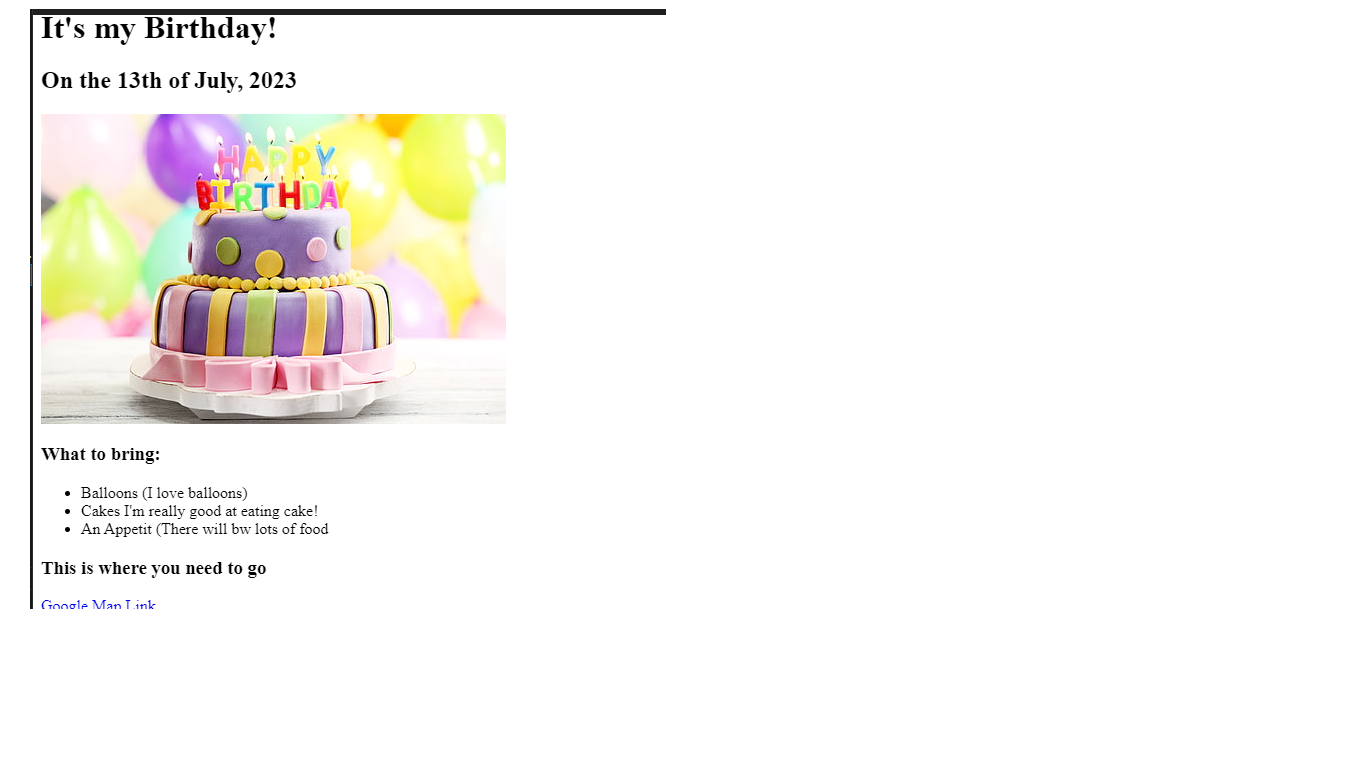 It's my Birthday!
On the 13th of July, 2023
HAPPY
BIRTHDAY
What to bring:
Balloons (I love balloons)
Cakes I'm really good at eating cake!
An Appetit (There will bw lots of food
This is where you need to go
Google Map Link